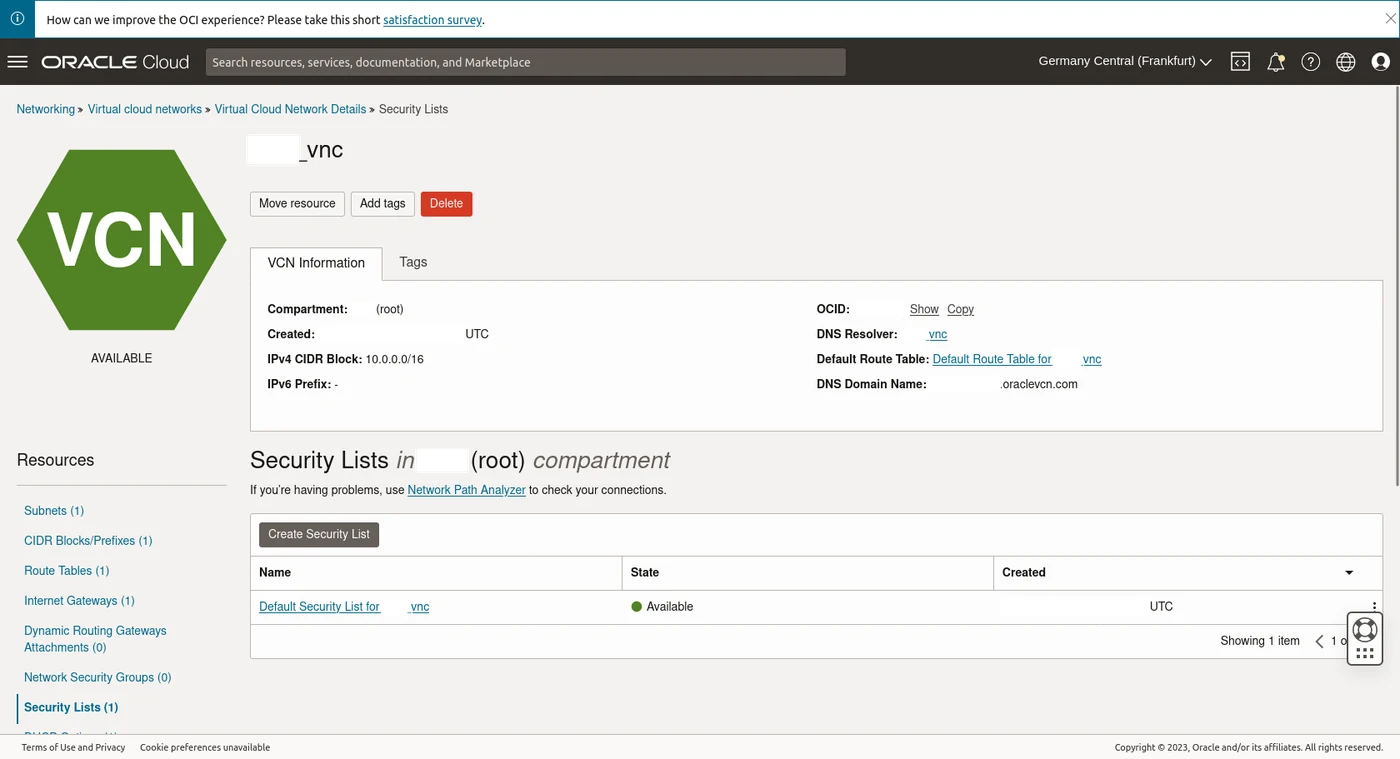 How can we improve the OCI experience? Please take this short satisfaction survey.
ORACLE Cloud
Search resources, services, documentation, and Marketplace
Germany Central (Frankfurt)
Networking » Virtual cloud networks » Virtual Cloud Network Details » Security Lists
_vnc
VCN
AVAILABLE
Move resource
Add tags
Delete
VCN Information
Tags
Compartment: (root)
Created: UTC
IPv4 CIDR Block: 10.0.0.0/16
IPv6 Prefix: -
OCID: Show Copy
DNS Resolver: _vnc
Default Route Table: Default Route Table for _vnc
DNS Domain Name: .oraclevcn.com
Resources
Subnets (1)
CIDR Blocks/Prefixes (1)
Route Tables (1)
Internet Gateways (1)
Dynamic Routing Gateways
Attachments (0)
Network Security Groups (0)
Security Lists (1)
Security Lists in (root) compartment
If you're having problems, use Network Path Analyzer to check your connections.
Create Security List
Name State Created
Default Security List for _vnc Available UTC
Showing 1 item 1
Terms of Use and Privacy Cookie preferences unavailable
Copyright © 2023, Oracle and/or its affiliates. All rights reserved.